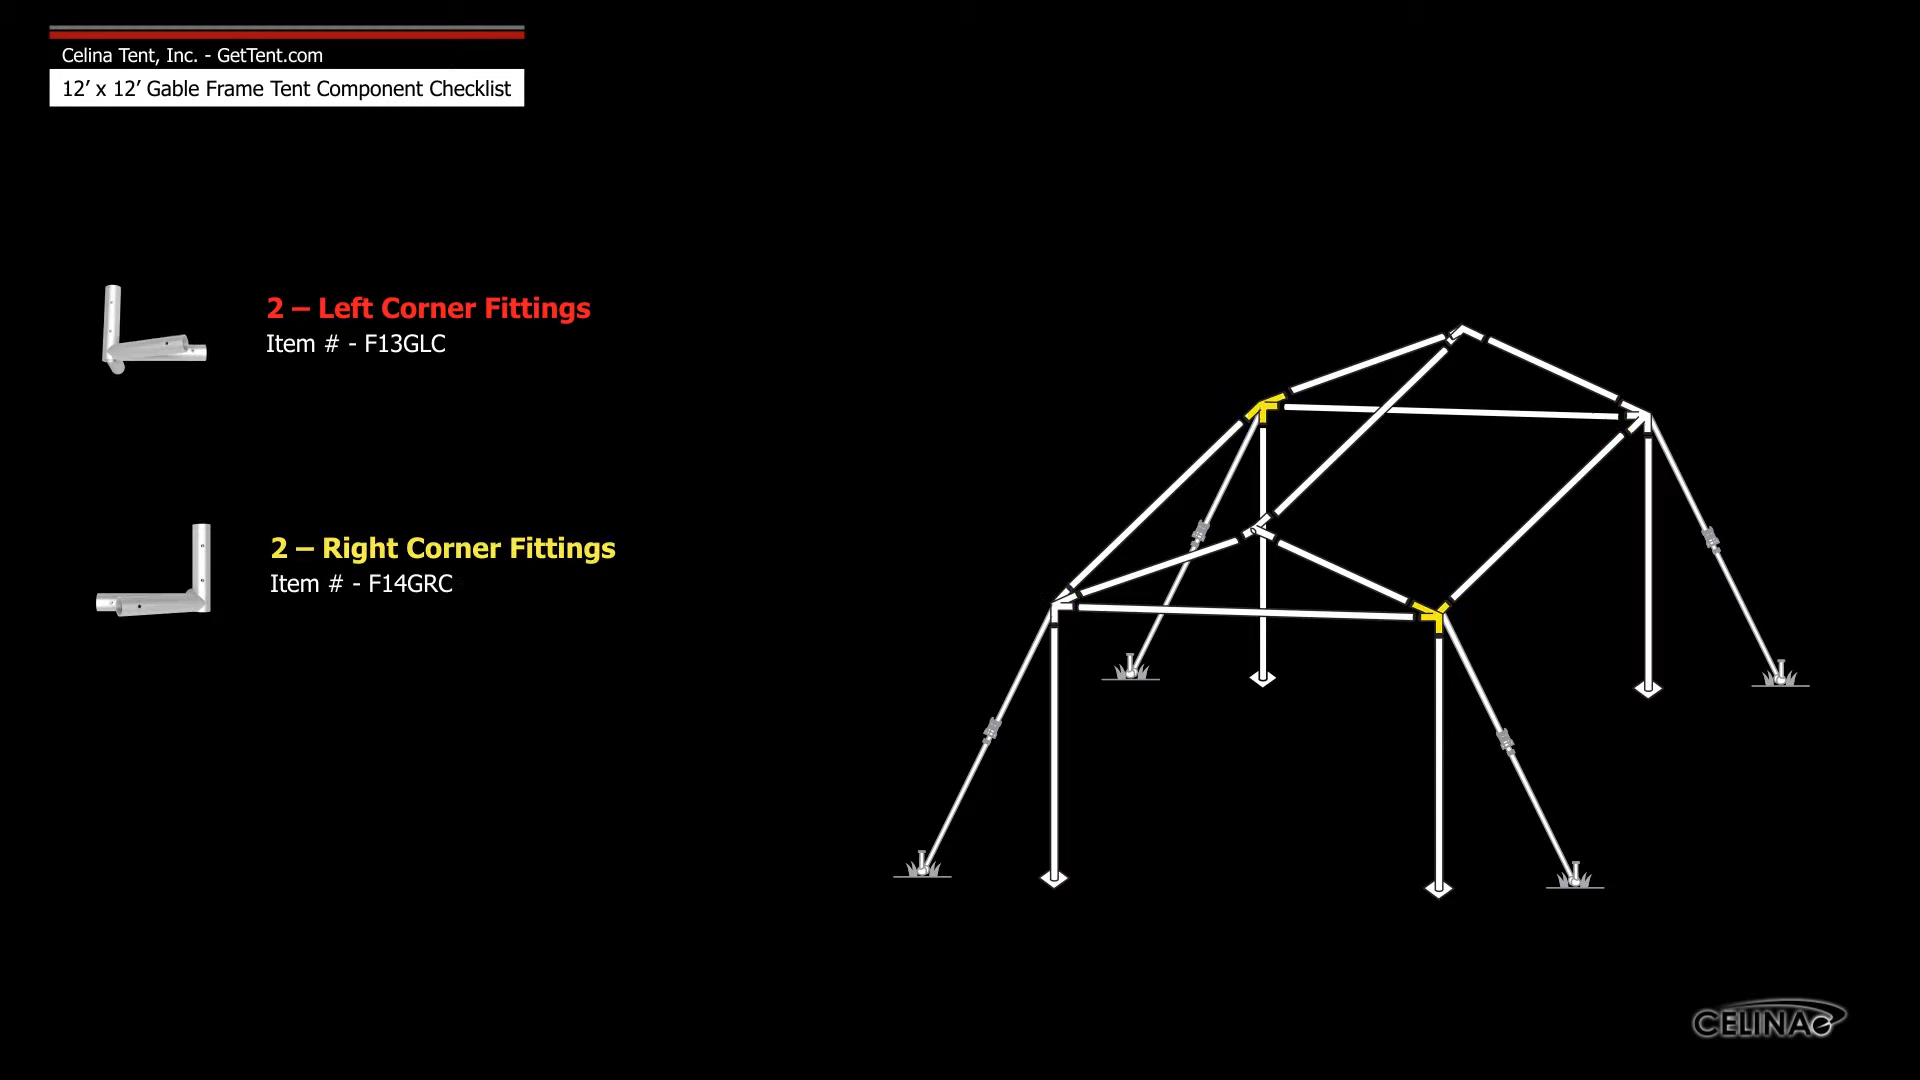 Celina Tent, Inc. - GetTent.com
12’ x 12’ Gable Frame Tent Component Checklist
2 – Left Corner Fittings
Item # - F13GLC
2 – Right Corner Fittings
Item # - F14GRC
CELINA